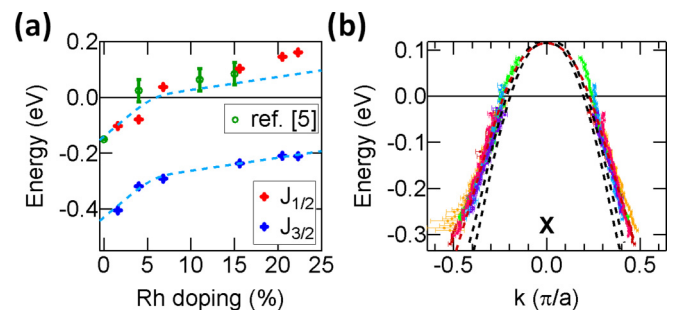 (a)
0.2
0.0
-0.2
-0.4
Energy (eV)
ref. [5]
J1/2
J3/2
0 5 10 15 20 25
Rh doping (%)
(b)
0.1
0.0
-0.1
-0.2
-0.3
Energy (eV)
X
-0.5 0.0 0.5
k (π/a)